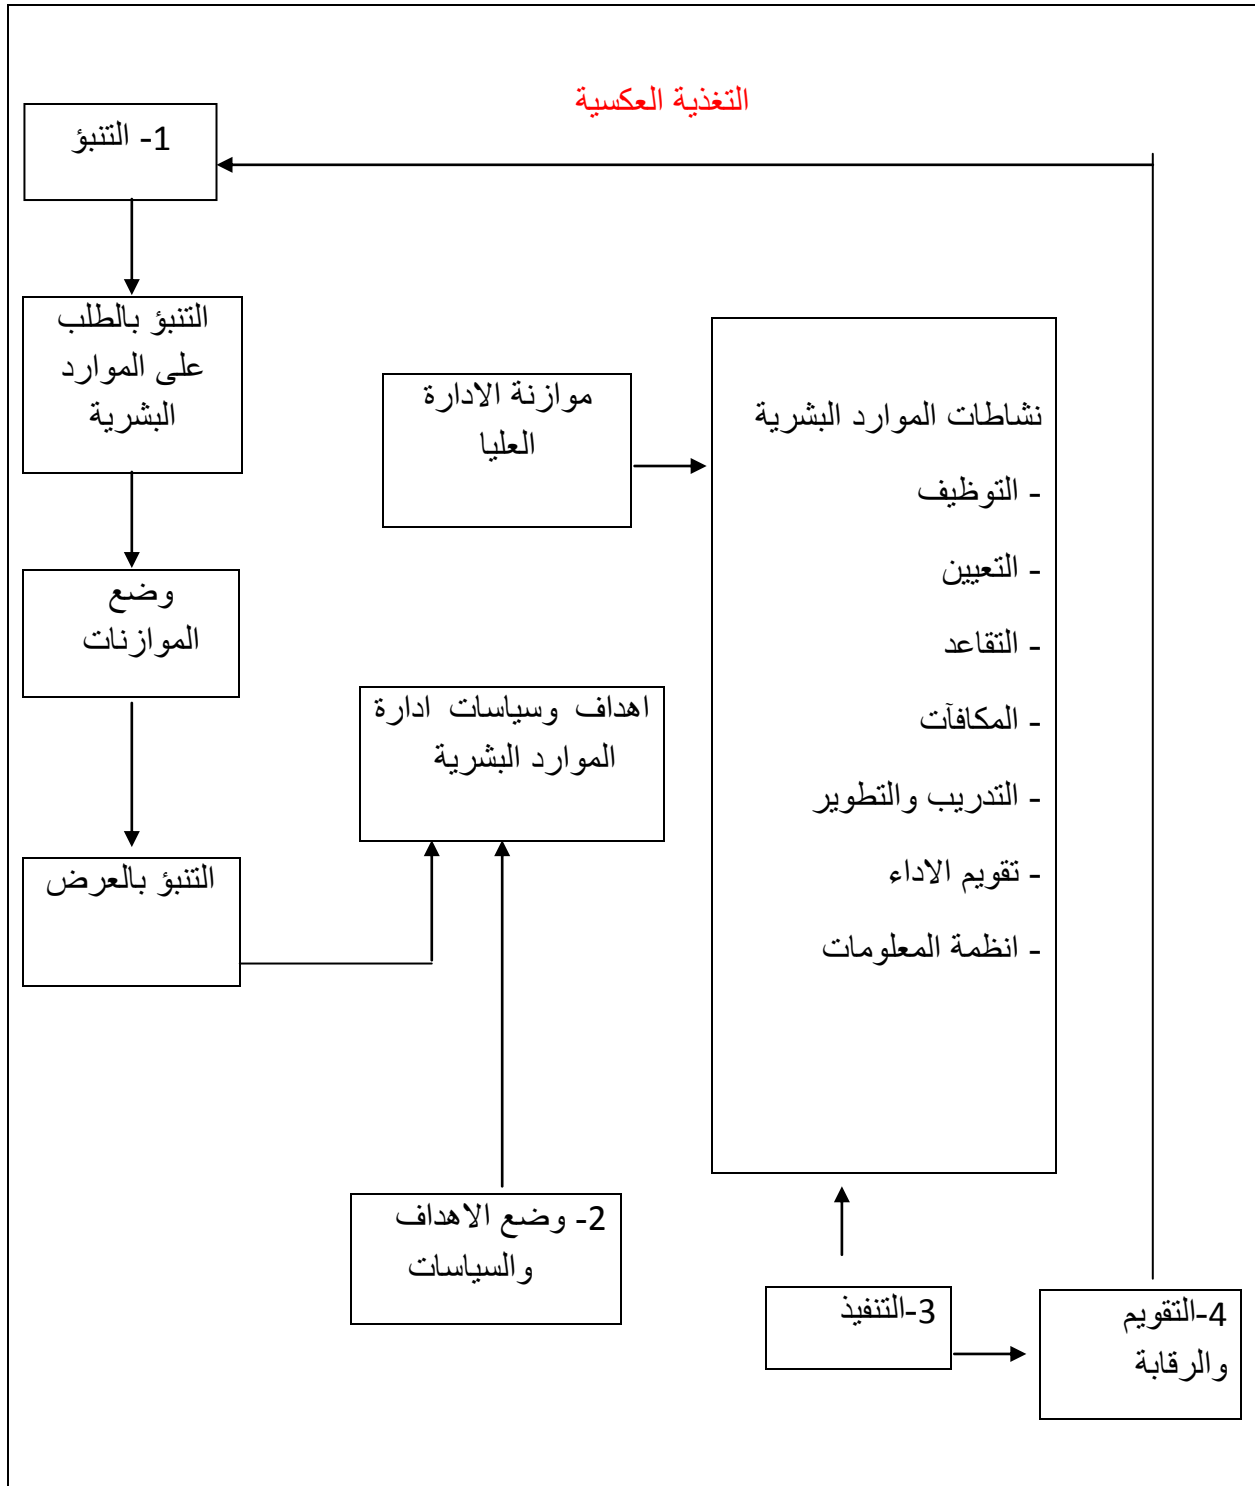 التغذية العكسية
1- التنبؤ
التنبؤ بالطلب
على الموارد
البشرية
وضع
الموازنات
التنبؤ بالعرض
موازنة الادارة
العليا
اهداف وسياسات ادارة
الموارد البشرية
2- وضع الاهداف
والسياسات
نشاطات الموارد البشرية
- التوظيف
- التعيين
- التقاعد
- المكافآت
- التدريب والتطوير
- تقويم الاداء
- انظمة المعلومات
3-التنفيذ
4-التقويم
والرقابة